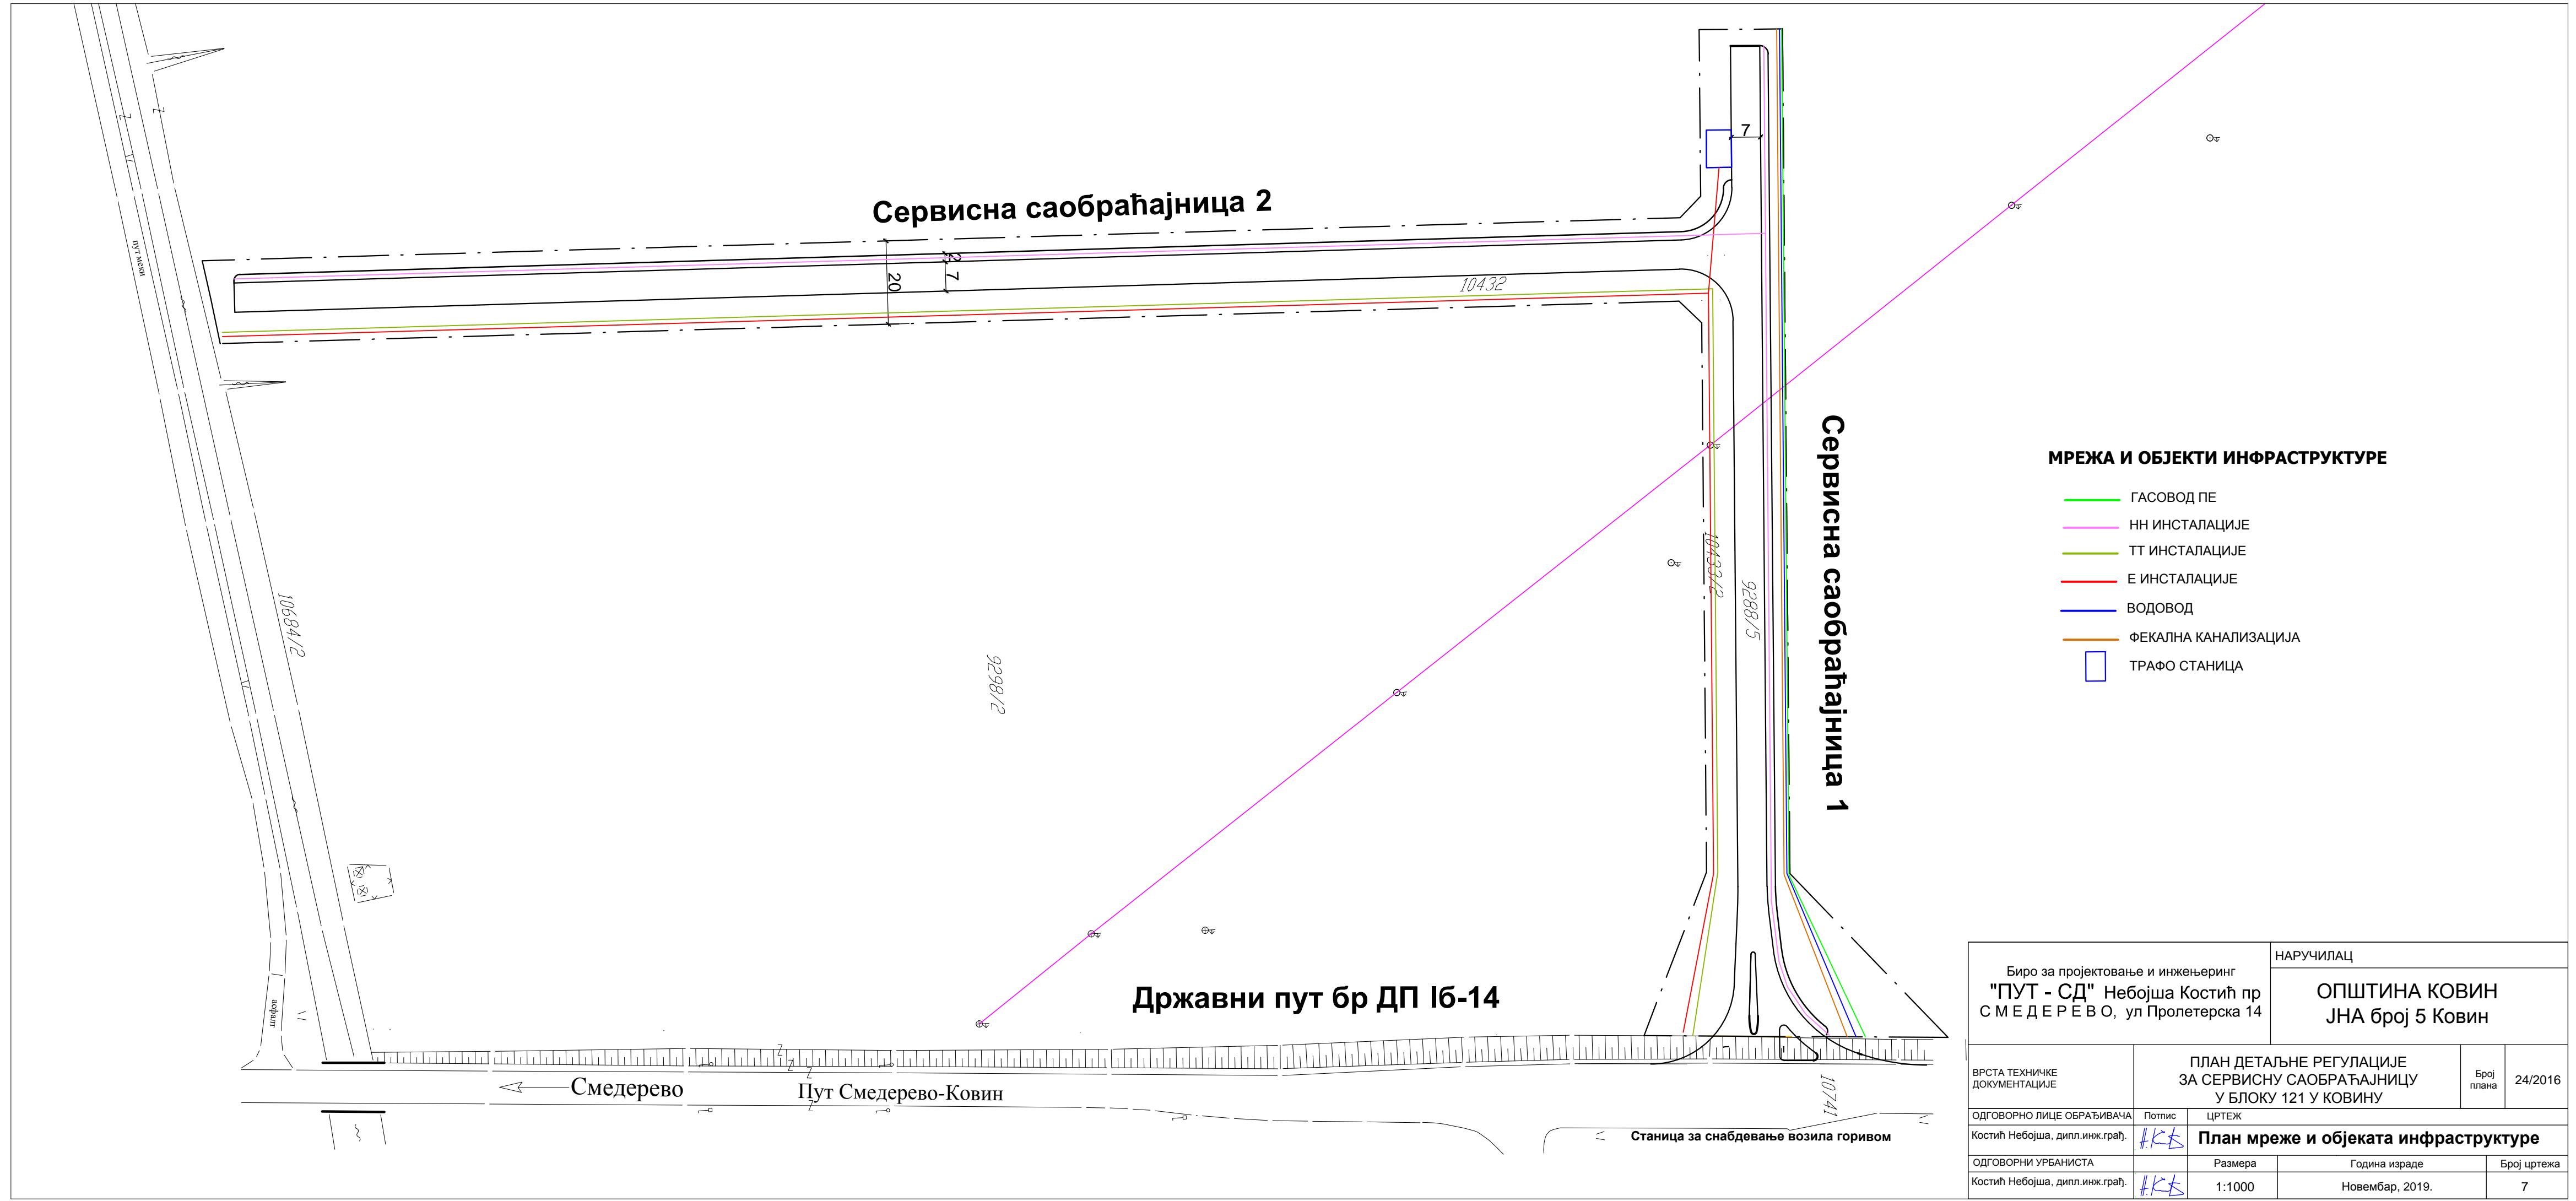 Сервисна саобраћајница 2
7
2
7
20
10432
пут меки
Сервисна саобраћајница 1
10433/2
9288/5
10684/2
9298/2
МРЕЖА И ОБЈЕКТИ ИНФРАСТРУКТУРЕ
ГАСОВОД ПЕ
НН ИНСТАЛАЦИЈЕ
ТТ ИНСТАЛАЦИЈЕ
Е ИНСТАЛАЦИЈЕ
ВОДОВОД
ФЕКАЛНА КАНАЛИЗАЦИЈА
ТРАФО СТАНИЦА
Државни пут бр ДП Iб-14
асфалт
Смедерево
Пут Смедерево-Ковин
10741
Станица за снабдевање возила горивом
Биро за пројектовање и инжењеринг
"ПУТ - СД" Небојша Костић пр
С М Е Д Е Р Е В О, ул Пролетерска 14
НАРУЧИЛАЦ
ОПШТИНА КОВИН
ЈНА број 5 Ковин
ВРСТА ТЕХНИЧКЕ
ДОКУМЕНТАЦИЈЕ
ПЛАН ДЕТАЉНЕ РЕГУЛАЦИЈЕ
ЗА СЕРВИСНУ САОБРАЋАЈНИЦУ
У БЛОКУ 121 У КОВИНУ
Број
плана
24/2016
ОДГОВОРНО ЛИЦЕ ОБРАЂИВАЧА
Потпис
ЦРТЕЖ
Костић Небојша, дипл.инж.грађ.
План мреже и објеката инфраструктуре
ОДГОВОРНИ УРБАНИСТА
Размера
Година израде
Број цртежа
Костић Небојша, дипл.инж.грађ.
1:1000
Новембар, 2019.
7